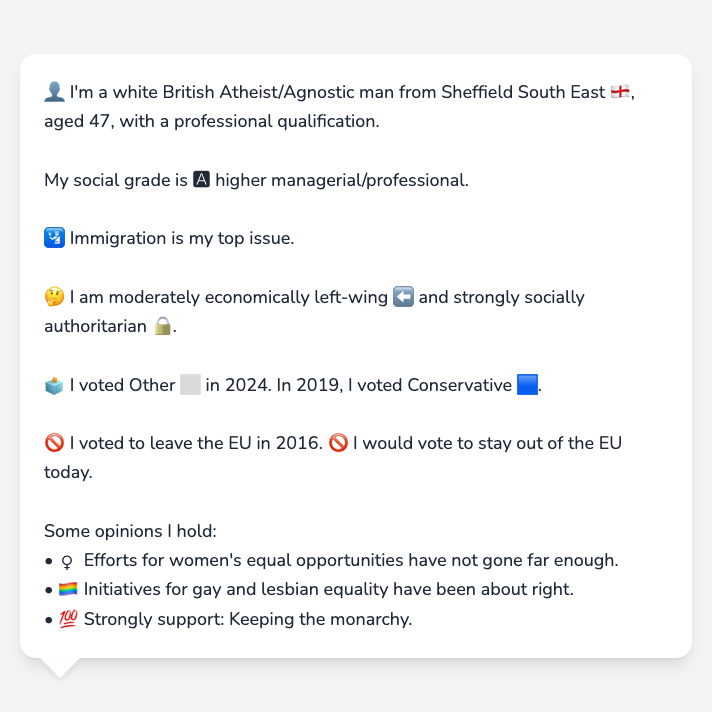 👤 I'm a white British Atheist/Agnostic man from Sheffield South East 🏴󠁧󠁢󠁥󠁮󠁧󠁿,
aged 47, with a professional qualification.
My social grade is 🅰 higher managerial/professional.
🛂 Immigration is my top issue.
🤔 I am moderately economically left-wing ⬅️ and strongly socially
authoritarian 🔒.
🗳️ I voted Other ⬜ in 2024. In 2019, I voted Conservative 🟦.
🚫 I voted to leave the EU in 2016. 🚫 I would vote to stay out of the EU
today.
Some opinions I hold:
• ♀ Efforts for women's equal opportunities have not gone far enough.
• 🏳️‍🌈 Initiatives for gay and lesbian equality have been about right.
• 💯 Strongly support: Keeping the monarchy.